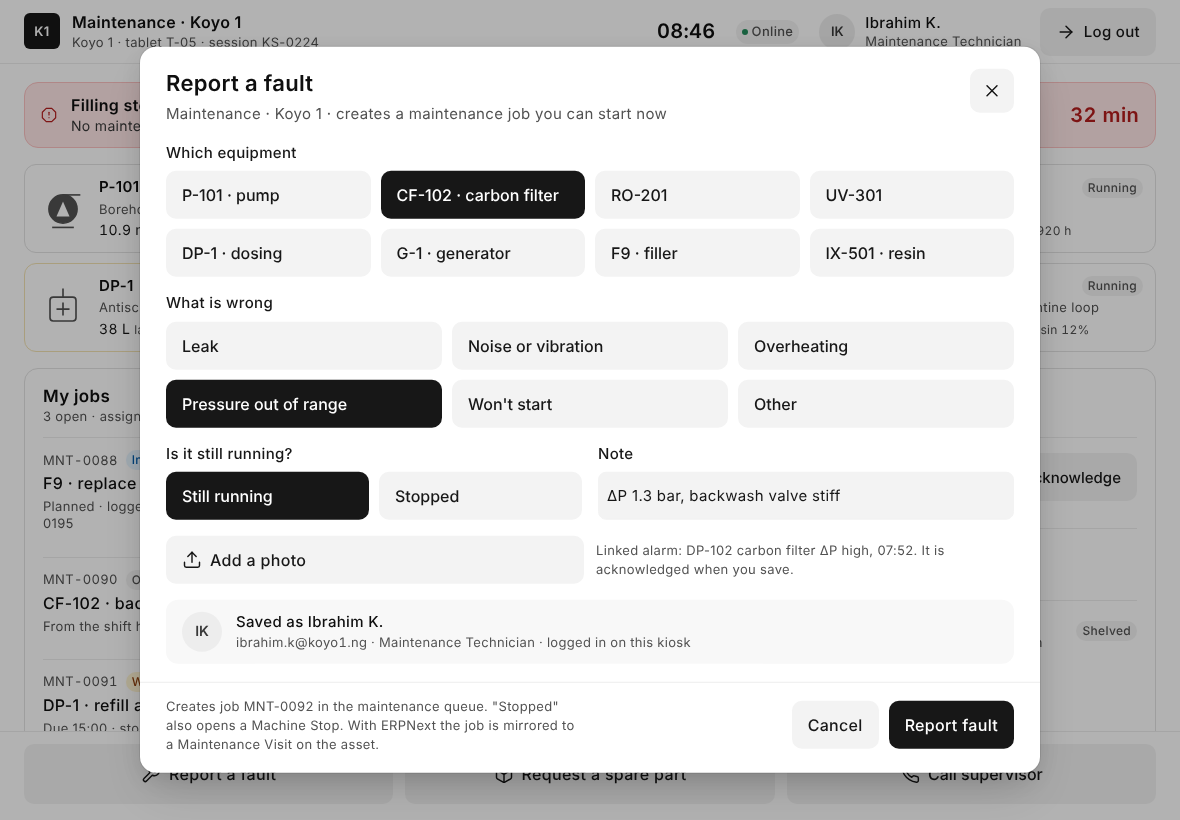 K1
Maintenance · Koyo 1
Koyo 1 · tablet T-05 · session KS-0224
08:46
Online
IK
Ibrahim K.
Maintenance Technician
Log out
Filling
No
32 min
P-101
10.9
Running
920 h
DP-1
38 L
Running
loop
12%
My jobs
3 open ·
MNT-0088
F9 · replace
Planned ·
0195
MNT-0090
CF-102 ·
From the shift
Shelved
MNT-0091
DP-1 · refill
Due 15:00 ·
Report a fault
Maintenance · Koyo 1 · creates a maintenance job you can start now
Which equipment
P-101 · pump
CF-102 · carbon filter
RO-201
UV-301
DP-1 · dosing
G-1 · generator
F9 · filler
IX-501 · resin
What is wrong
Leak
Noise or vibration
Overheating
Pressure out of range
Won't start
Other
Is it still running?
Note
Still running
Stopped
ΔP 1.3 bar, backwash valve stiff
Add a photo
Linked alarm: DP-102 carbon filter ΔP high, 07:52. It is
acknowledged when you save.
IK
Saved as Ibrahim K.
ibrahim.k@koyo1.ng · Maintenance Technician · logged in on this kiosk
Creates job MNT-0092 in the maintenance queue. "Stopped"
also opens a Machine Stop. With ERPNext the job is mirrored to
a Maintenance Visit on the asset.
Cancel
Report fault
Report a fault
Request a spare part
Call supervisor